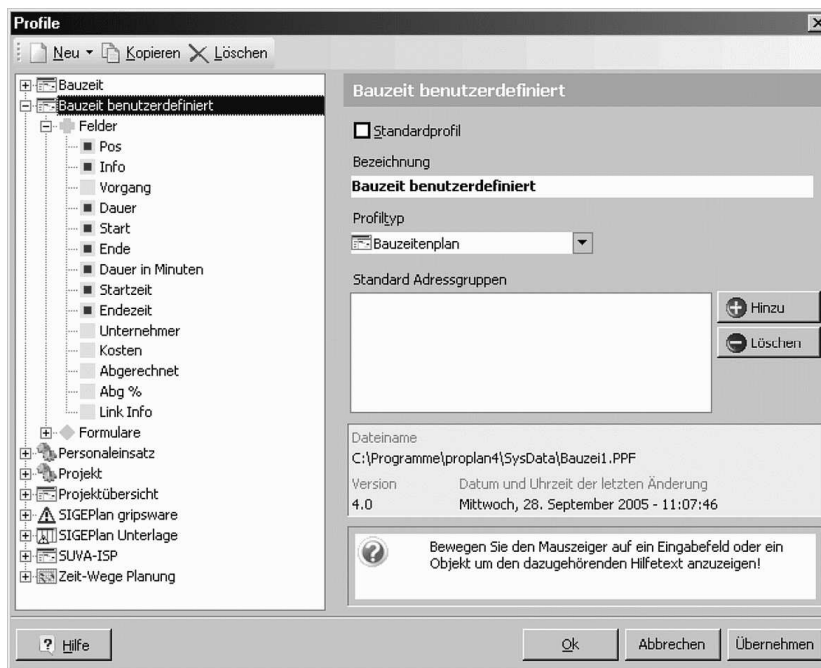 Profile
Neu Kopieren Löschen
Bauzeit
Bauzeit benutzerdefiniert
Felder
Pos
Info
Vorgang
Dauer
Start
Ende
Dauer in Minuten
Startzeit
Endezeit
Unternehmer
Kosten
Abgerechnet
Abg %
Link Info
Formulare
Personaleinsatz
Projekt
Projektübersicht
SIGEPlan gripsware
SIGEPlan Unterlage
SUVA-ISP
Zeit-Wege Planung
Bauzeit benutzerdefiniert
Standardprofil
Bezeichnung
Bauzeit benutzerdefiniert
Profiltyp
Bauzeitenplan
Standard Adressgruppen
Hinzu
Löschen
Dateiname
C:\Programme\proplan4\SysData\Bauzei1.PPF
Version Datum und Uhrzeit der letzten Änderung
4.0 Mittwoch, 28. September 2005 - 11:07:46
Bewegen Sie den Mauszeiger auf ein Eingabefeld oder ein
Objekt um den dazugehörenden Hilfetext anzuzeigen!
? Hilfe
Ok Abbrechen Übernehmen